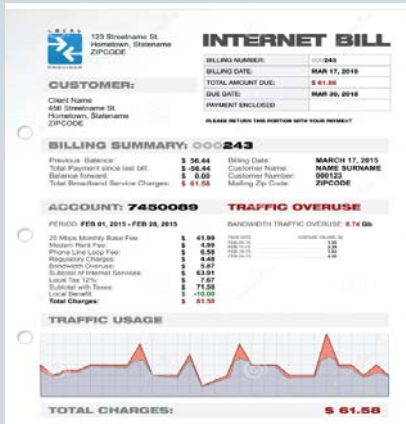 LOCAL
PROVIDER
123 Streetname St.
Hometown, Statename
ZIPCODE
INTERNET BILL
BILLING NUMBER: 000243
BILLING DATE: MAR 17, 2015
TOTAL AMOUNT DUE: $ 61.58
DUE DATE: MAR 30, 2015
PAYMENT ENCLOSED
PLEASE RETURN THIS PORTION WITH YOUR PAYMENT
CUSTOMER:
Client Name
456 Streetname St.
Hometown, Statename
ZIPCODE
BILLING SUMMARY: 000243
Previous Balance: $ 56.44
Total Payment since last bill: $ -56.44
Balance forward: $ 0.00
Total Broadband Service Charges: $ 61.58
Billing Date: MARCH 17, 2015
Customer Name: NAME SURNAME
Customer Number: 000123
Mailing Zip Code: ZIPCODE
ACCOUNT: 7450089
TRAFFIC OVERUSE
PERIOD: FEB 01, 2015 - FEB 28, 2015
BANDWIDTH TRAFFIC OVERUSE: 8.74 Gb
25 Mbps Monthly Base Fee: $ 41.99
Modem Rent Fee: $ 4.99
Phone Line Loop Fee: $ 6.58
Regulatory Charges: $ 4.48
Bandwidth Overuse: $ 5.87
Subtotal of Internet Services: $ 63.91
Local Tax 12%: $ 7.67
Subtotal with Taxes: $ 71.58
Local Benefit: $ -10.00
Total Charges: $ 61.58
TRAFFIC USAGE
TOTAL CHARGES: $ 61.58